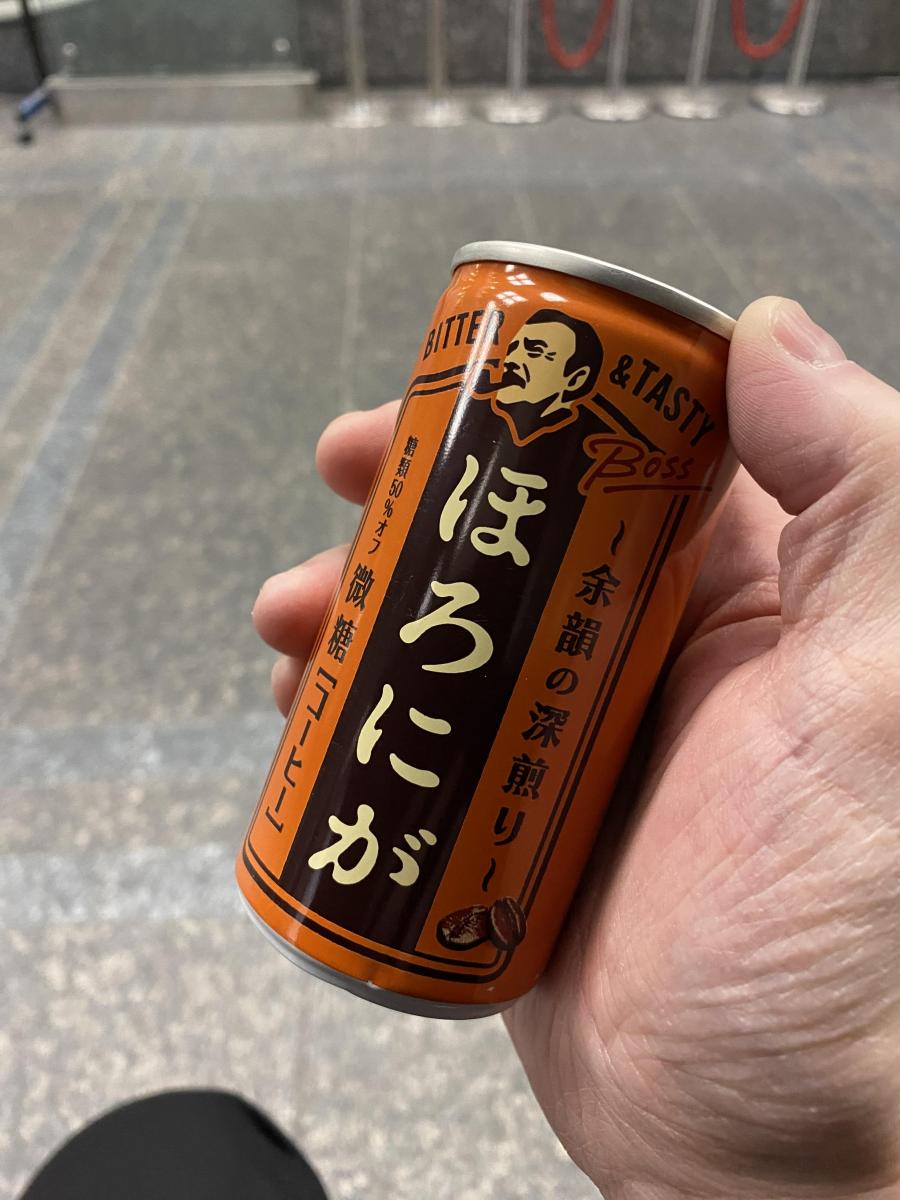 BITTER & TASTY
Boss
ほろにが
～余韻の深煎り～
糖類50%オフ 微糖 [コーヒー]